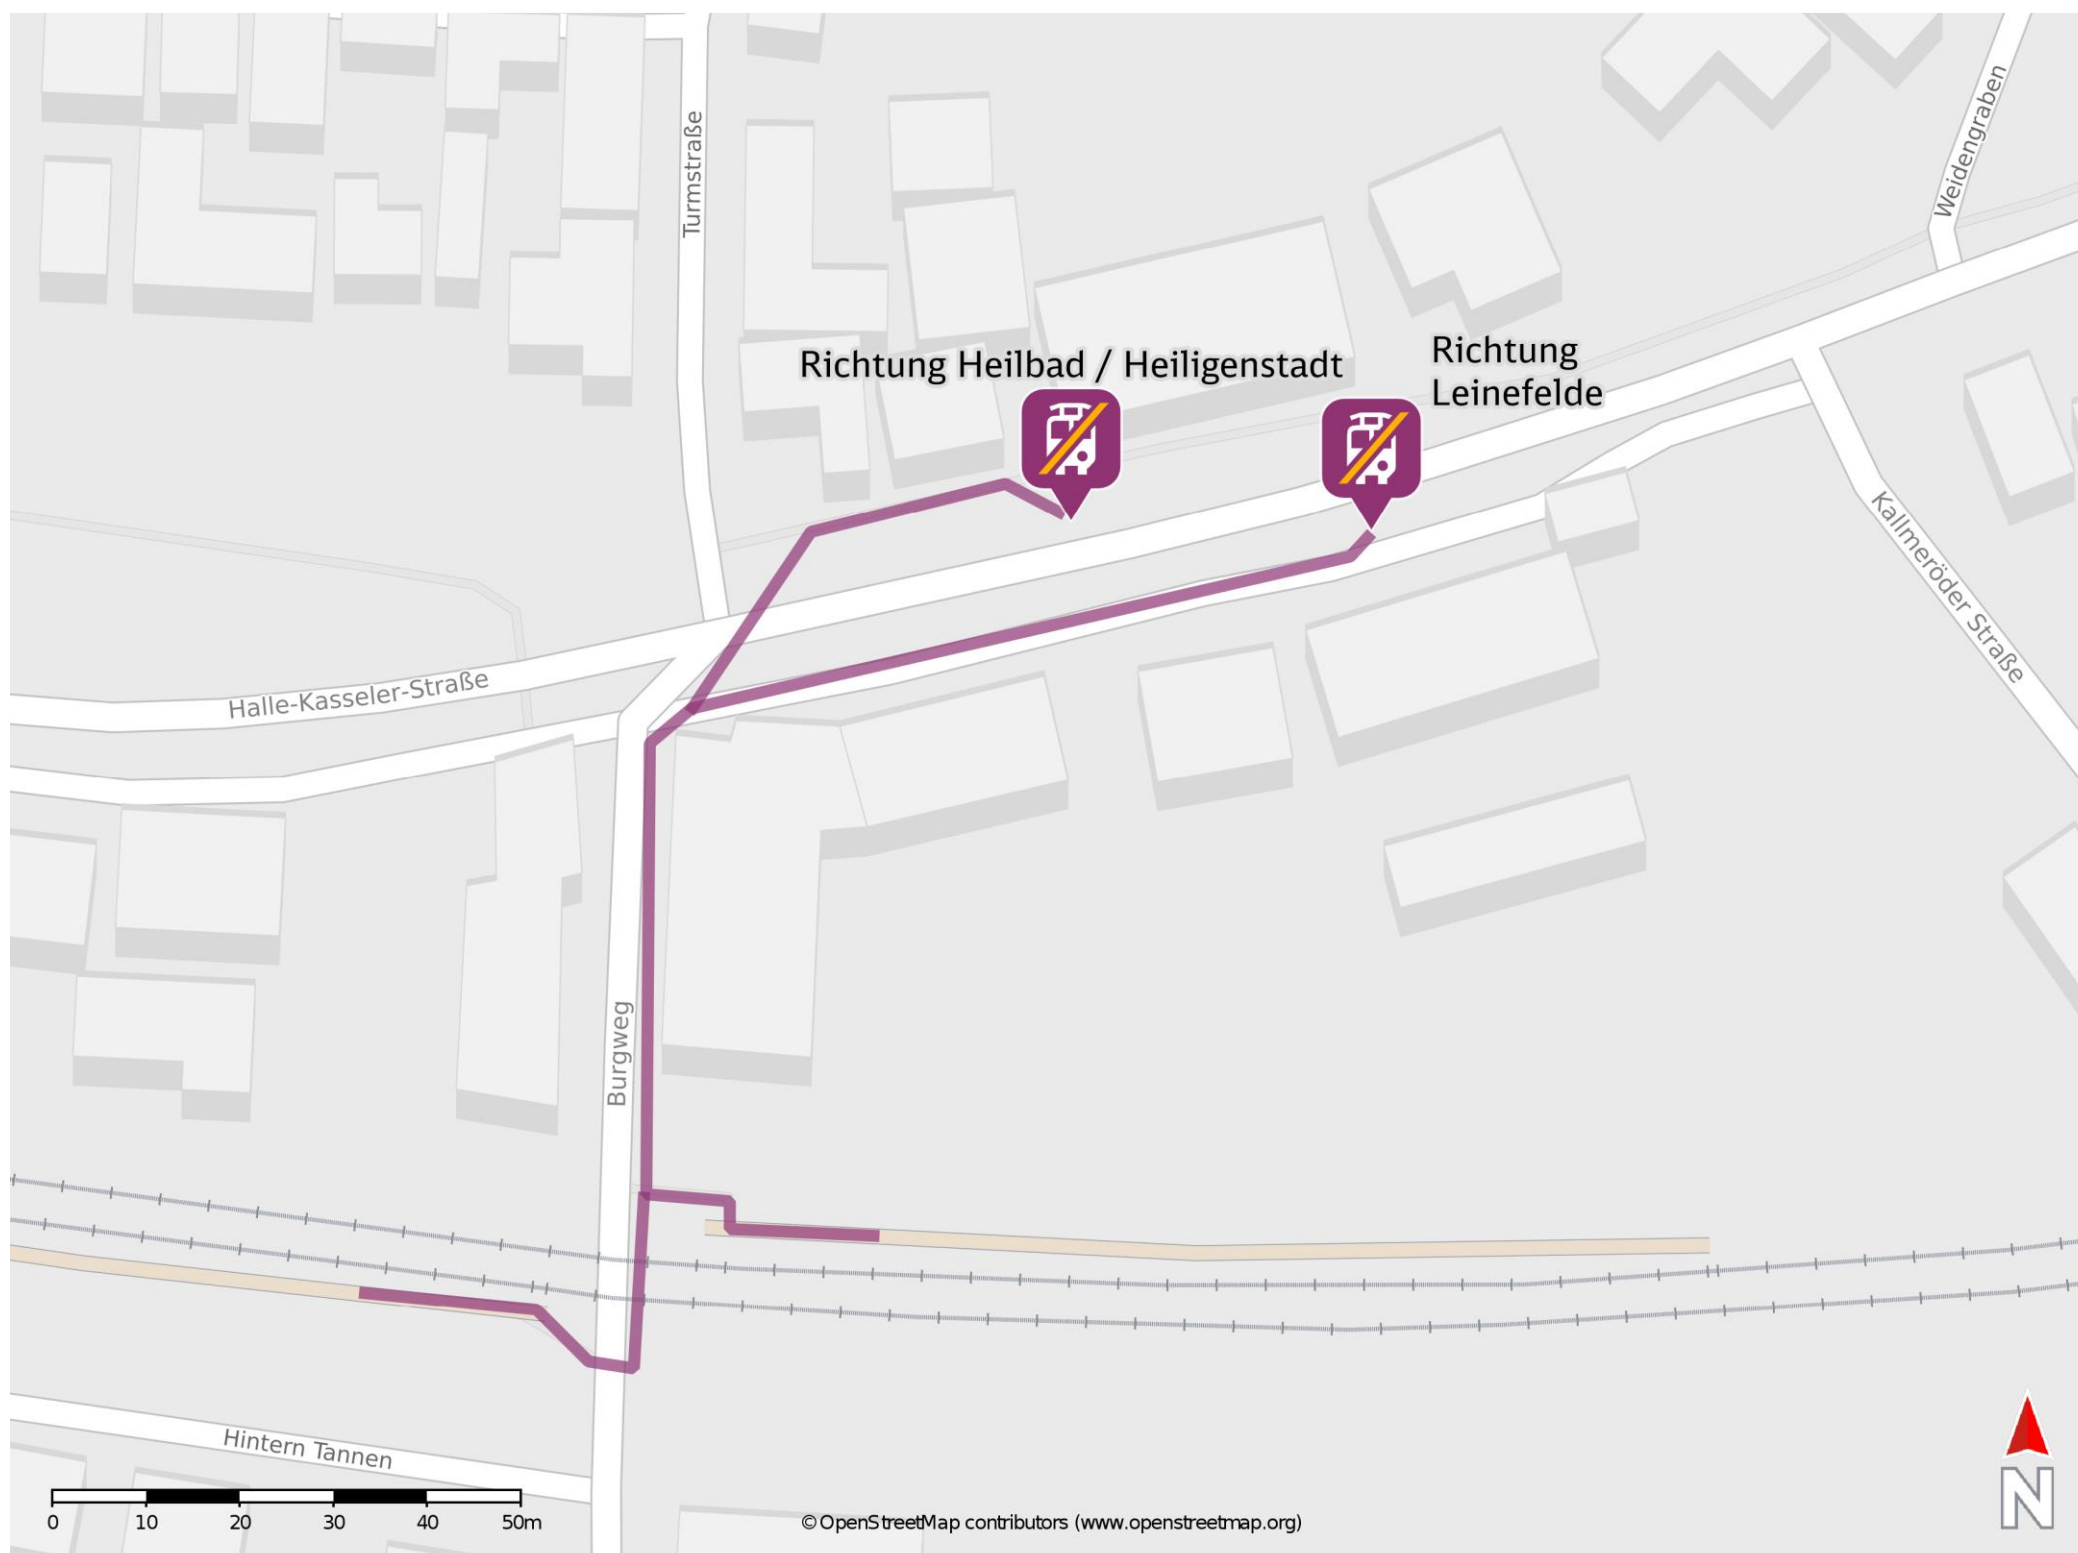 Turmstraße
Weidengraben
Richtung Heilbad / Heiligenstadt
Richtung
Leinefelde
Kallmeröder Straße
Halle-Kasseler-Straße
Burgweg
Hintern Tannen
0 10 20 30 40 50m
© OpenStreetMap contributors (www.openstreetmap.org)
N